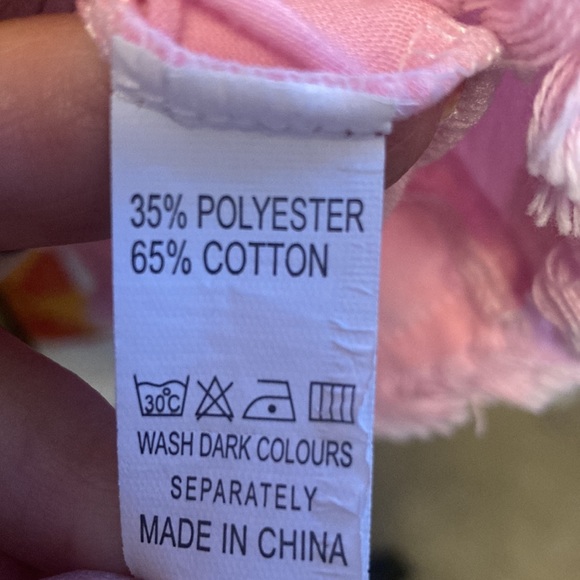 35% POLYESTER
65% COTTON
30°C
WASH DARK COLOURS
SEPARATELY
MADE IN CHINA